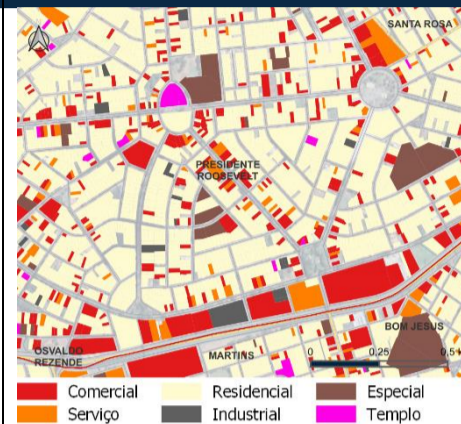 SANTA ROSA
PRESIDENTE
ROOSEVELT
BOM JESUS
OSVALDO
REZENDE
MARTINS
0 0,25 0,5
Comercial Residencial Especial
Serviço Industrial Templo